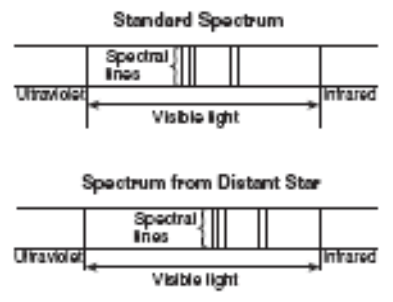 Standard Spectrum
Spectral
lines
Ultraviolet
Infrared
Visible light
Spectrum from Distant Star
Spectral
lines
Ultraviolet
Infrared
Visible light